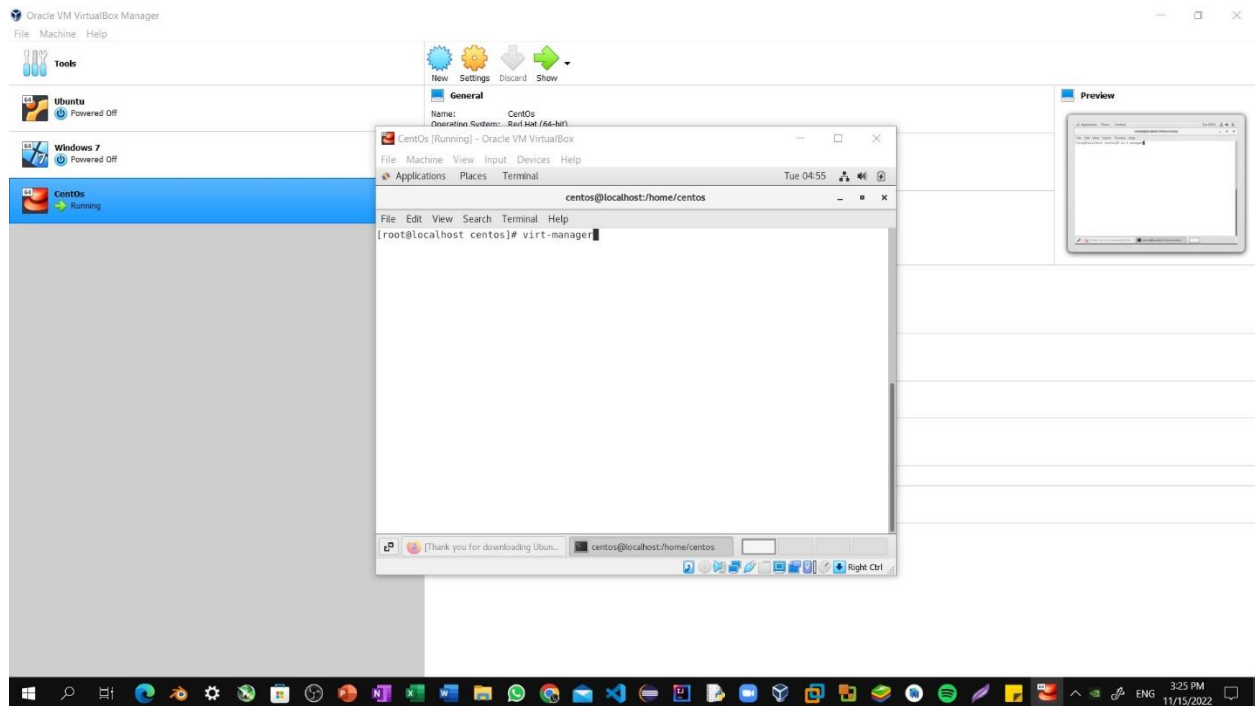 Oracle VM VirtualBox Manager
File Machine Help
Tools
New Settings Discard Show
Ubuntu
Powered Off
Windows 7
Powered Off
CentOs
Running
General
Name: CentOs
Operating System: Red Hat (64-bit)
Preview
CentOs [Running] - Oracle VM VirtualBox
File Machine View Input Devices Help
Applications Places Terminal Tue 04:55
centos@localhost:/home/centos
File Edit View Search Terminal Help
[root@localhost centos]# virt-manager
[Thank you for downloading Ubun... centos@localhost:/home/centos
Right Ctrl
ENG 3:25 PM
11/15/2022